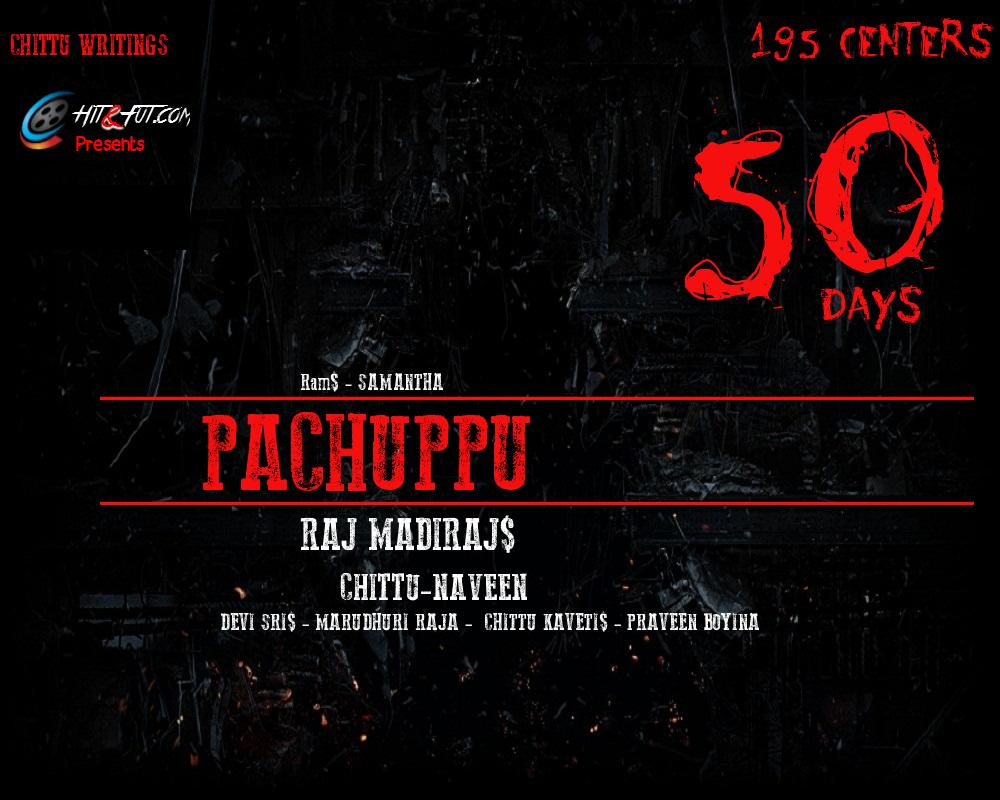 CHITTU WRITINGS
195 CENTERS
HIT&FUT.COM
Presents
50
DAYS
Ram$ - SAMANTHA
PACHUPPU
RAJ MADIRAJ$
CHITTU-NAVEEN
DEVI SRI$ - MARUDHURI RAJA - CHITTU KAVETI$ - PRAVEEN BOYINA